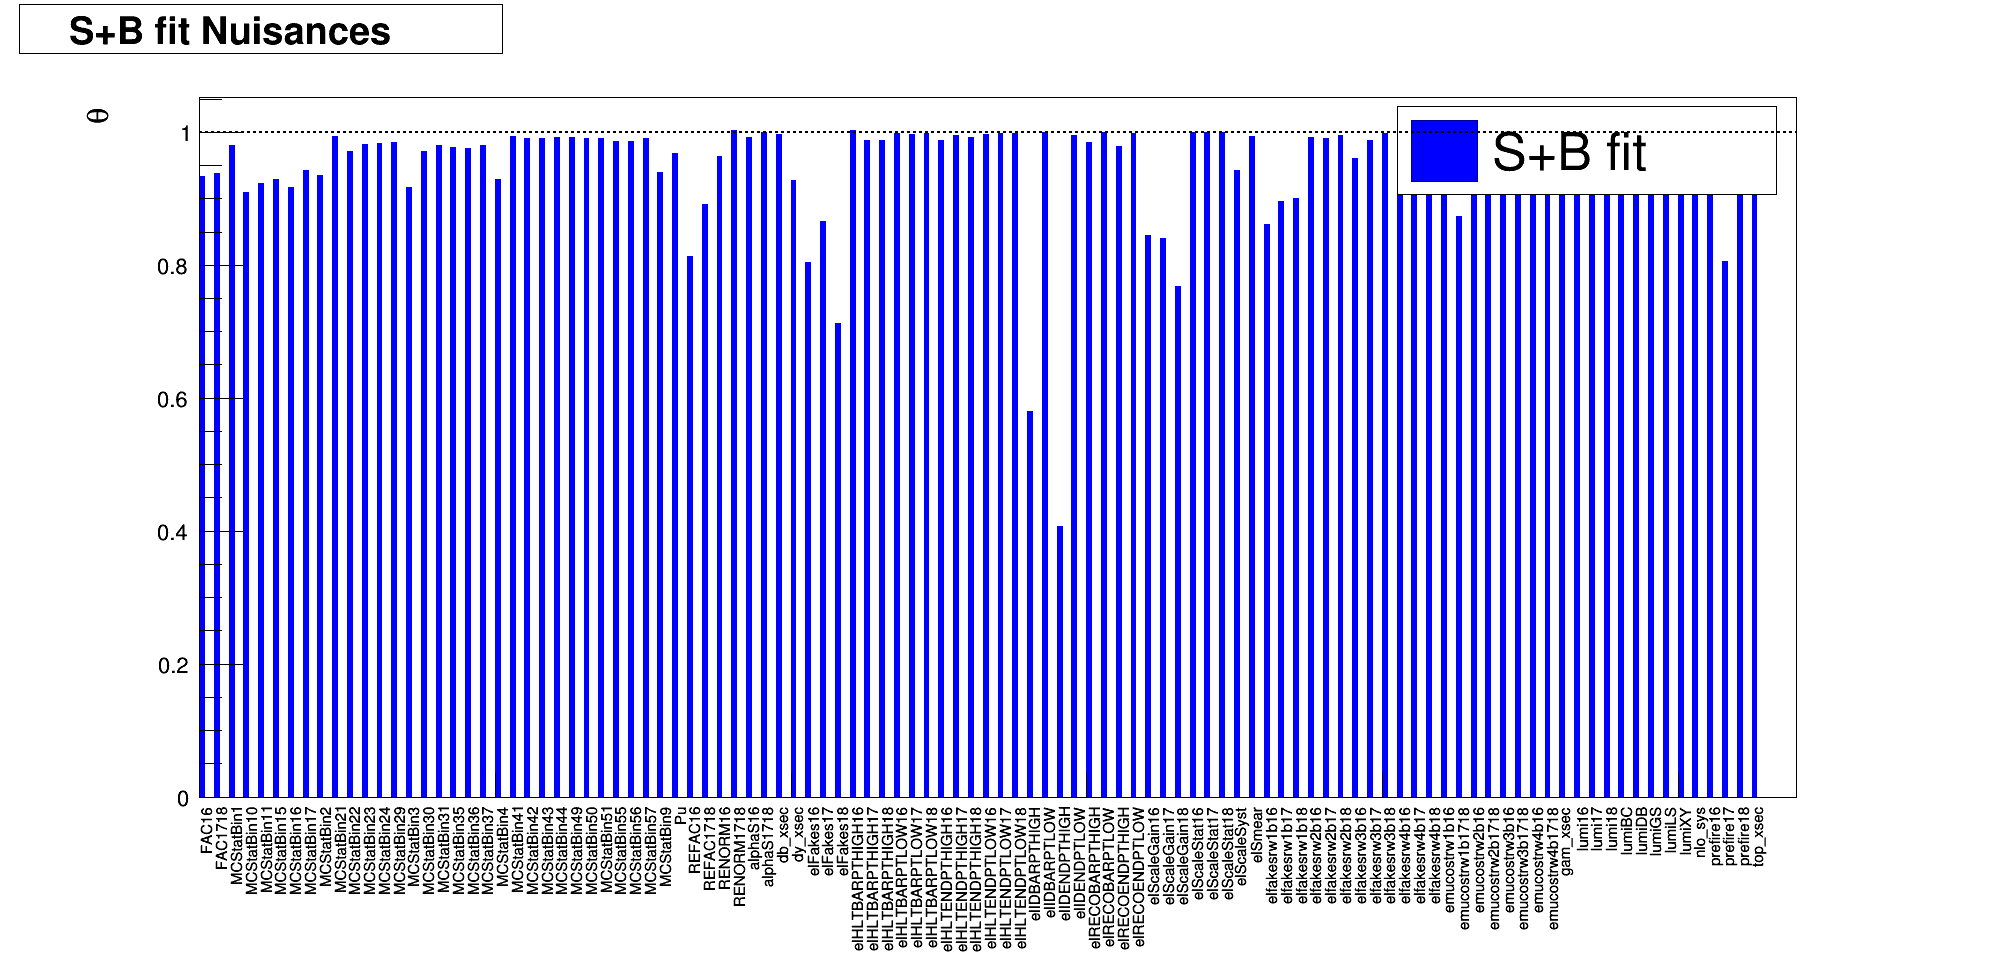 S+B fit Nuisances
θ
S+B fit
1
0.8
0.6
0.4
0.2
0
FAC16
FAC1718
MCStatBin1
MCStatBin10
MCStatBin11
MCStatBin15
MCStatBin16
MCStatBin17
MCStatBin2
MCStatBin21
MCStatBin22
MCStatBin23
MCStatBin24
MCStatBin29
MCStatBin3
MCStatBin30
MCStatBin31
MCStatBin35
MCStatBin36
MCStatBin37
MCStatBin4
MCStatBin41
MCStatBin42
MCStatBin43
MCStatBin44
MCStatBin49
MCStatBin50
MCStatBin51
MCStatBin55
MCStatBin56
MCStatBin57
MCStatBin9
Pu
REFAC16
REFAC1718
RENORM16
RENORM1718
alphaS16
alphaS1718
db_xsec
dy_xsec
elFakes16
elFakes17
elFakes18
elHLTBARPTHIGH16
elHLTBARPTHIGH17
elHLTBARPTHIGH18
elHLTBARPTLOW16
elHLTBARPTLOW17
elHLTBARPTLOW18
elHLTENDPTHIGH16
elHLTENDPTHIGH17
elHLTENDPTHIGH18
elHLTENDPTLOW16
elHLTENDPTLOW17
elHLTENDPTLOW18
elIDBARPTHIGH
elIDBARPTLOW
elIDENDPTHIGH
elIDENDPTLOW
elRECOBARPTHIGH
elRECOBARPTLOW
elRECOENDPTHIGH
elRECOENDPTLOW
elScaleGain16
elScaleGain17
elScaleGain18
elScaleStat16
elScaleStat17
elScaleStat18
elScaleSyst
elSmear
elfakesrw1b16
elfakesrw1b17
elfakesrw1b18
elfakesrw2b16
elfakesrw2b17
elfakesrw2b18
elfakesrw3b16
elfakesrw3b17
elfakesrw3b18
elfakesrw4b16
elfakesrw4b17
elfakesrw4b18
emucostrw1b16
emucostrw1b1718
emucostrw2b16
emucostrw2b1718
emucostrw3b16
emucostrw3b1718
emucostrw4b16
emucostrw4b1718
gam_xsec
lumi16
lumi17
lumi18
lumiBC
lumiDB
lumiGS
lumiLS
lumiXY
nlo_sys
prefire16
prefire17
prefire18
top_xsec